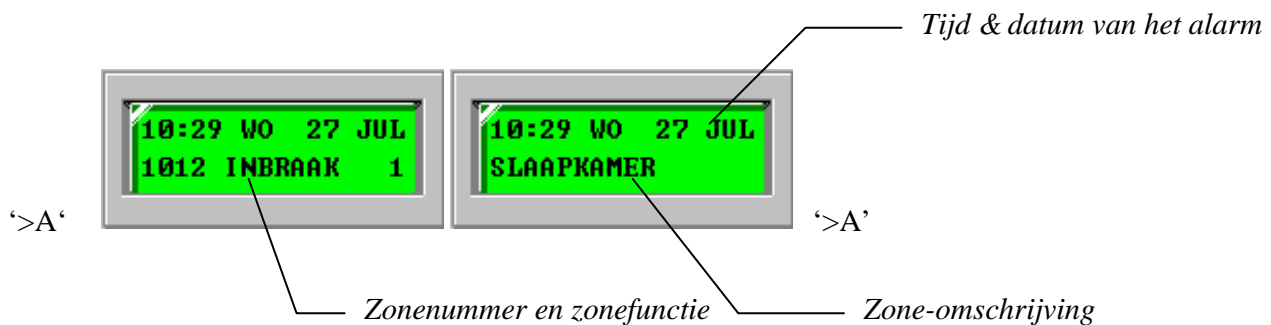 Tijd & datum van het alarm
10:29 WO 27 JUL
1012 INBRAAK 1
10:29 WO 27 JUL
SLAAPKAMER
‘>A‘
‘>A’
Zonenummer en zonefunctie
Zone-omschrijving